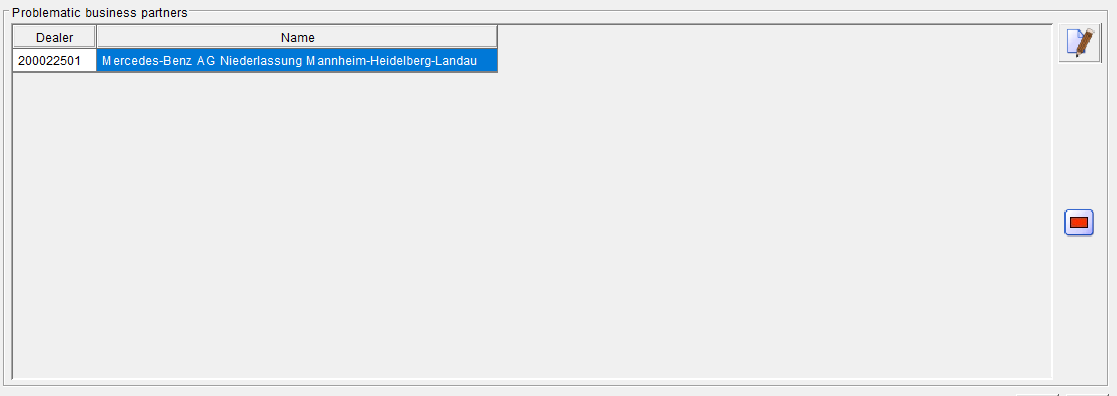 Problematic business partners
Dealer Name
200022501 Mercedes-Benz AG Niederlassung Mannheim-Heidelberg-Landau